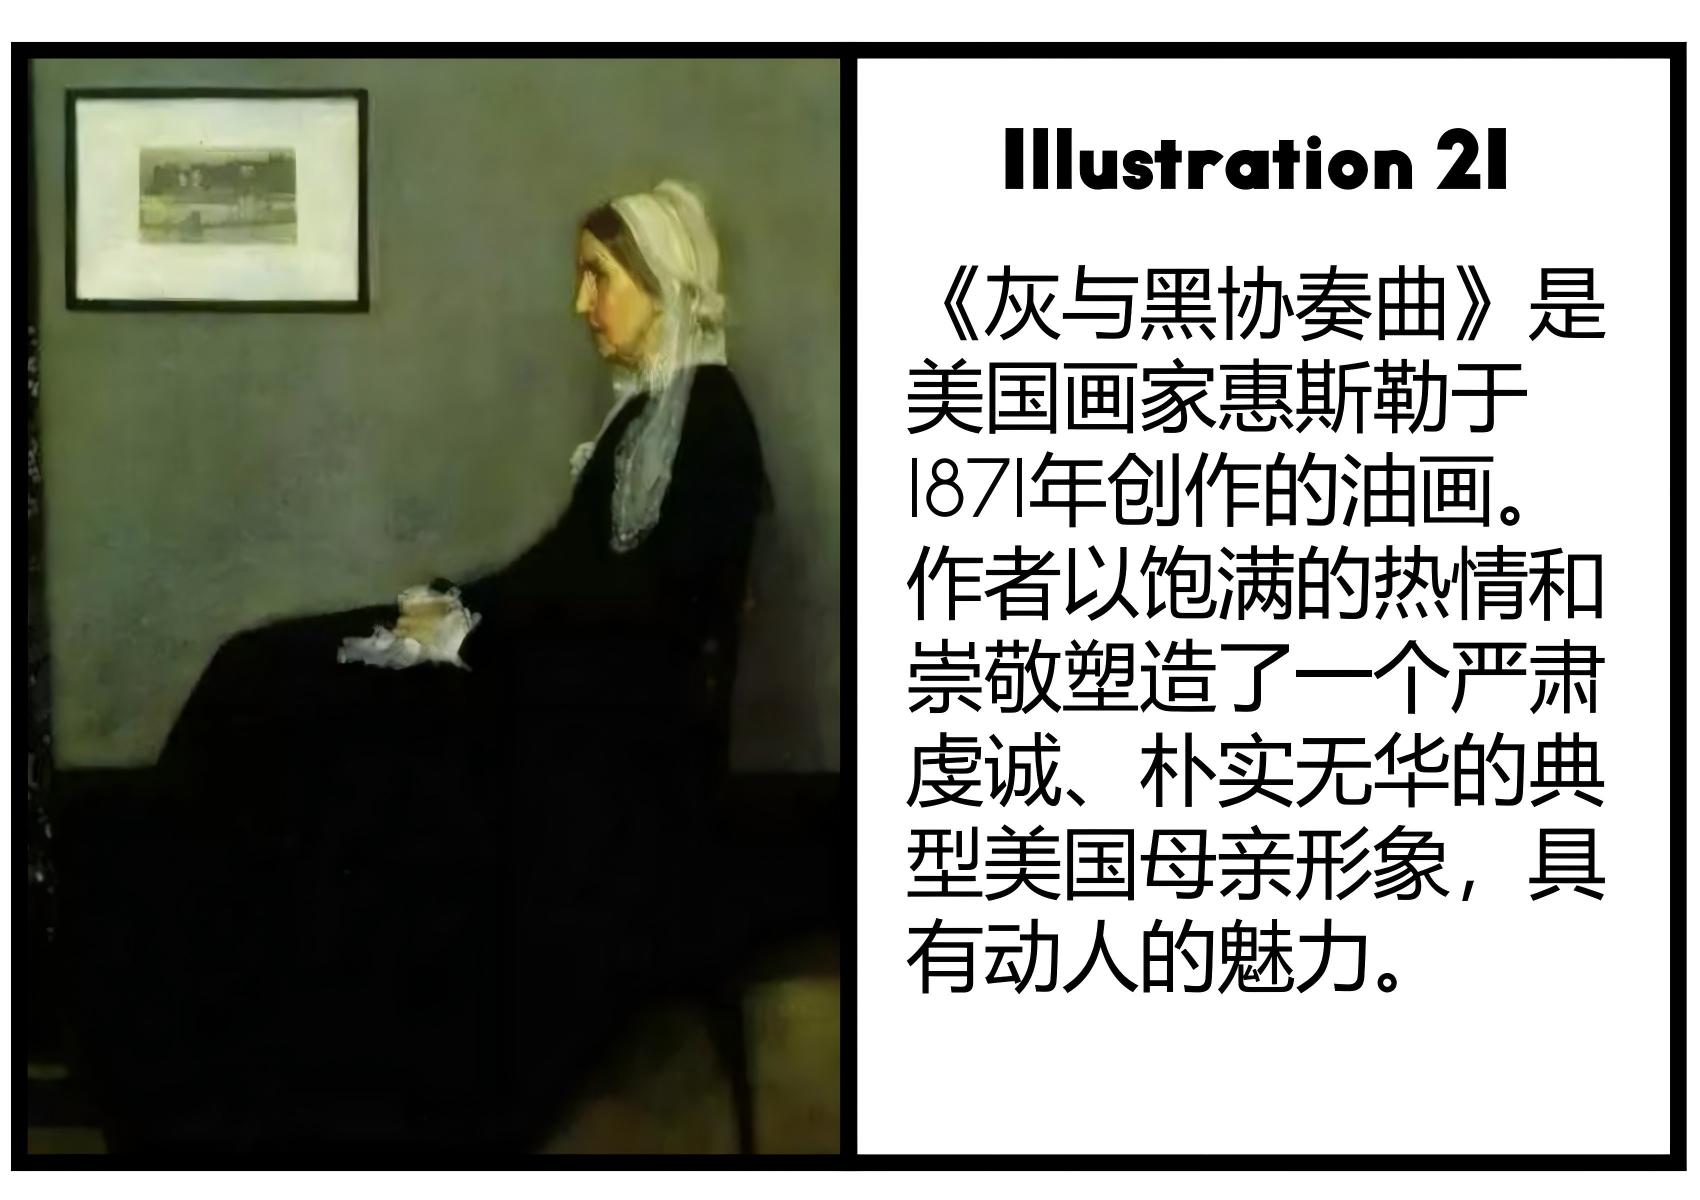 Illustration 21
《灰与黑协奏曲》是
美国画家惠斯勒于
1871年创作的油画。
作者以饱满的热情和
崇敬塑造了一个严肃
虔诚、朴实无华的典
型美国母亲形象，具
有动人的魅力。